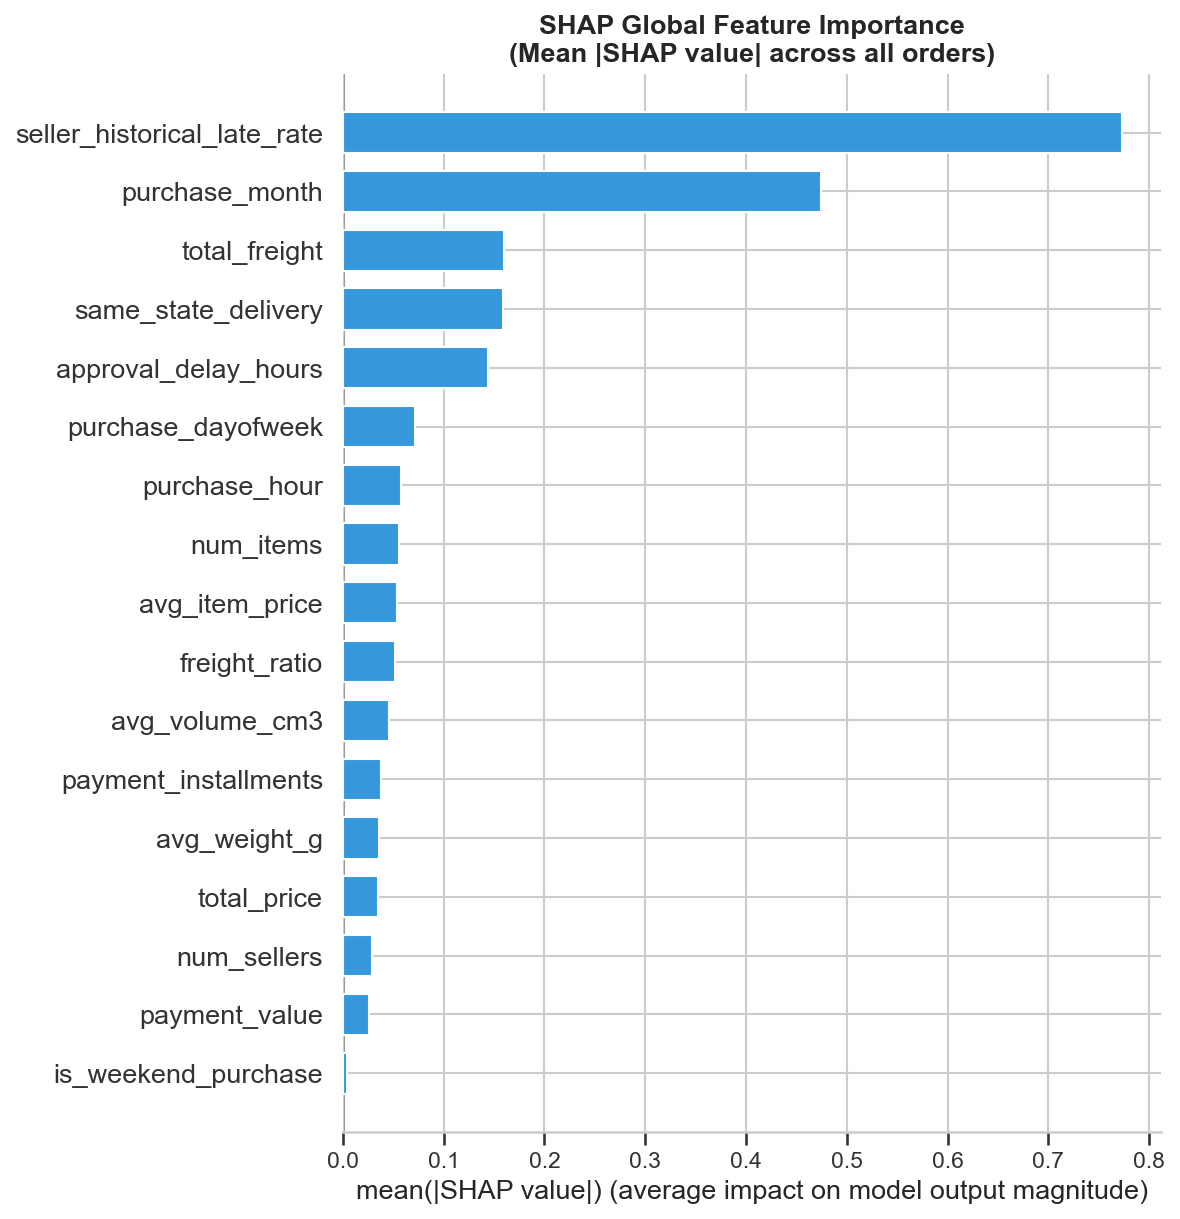 SHAP Global Feature Importance
(Mean |SHAP value| across all orders)
seller_historical_late_rate
purchase_month
total_freight
same_state_delivery
approval_delay_hours
purchase_dayofweek
purchase_hour
num_items
avg_item_price
freight_ratio
avg_volume_cm3
payment_installments
avg_weight_g
total_price
num_sellers
payment_value
is_weekend_purchase
0.0 0.1 0.2 0.3 0.4 0.5 0.6 0.7 0.8
mean(|SHAP value|) (average impact on model output magnitude)